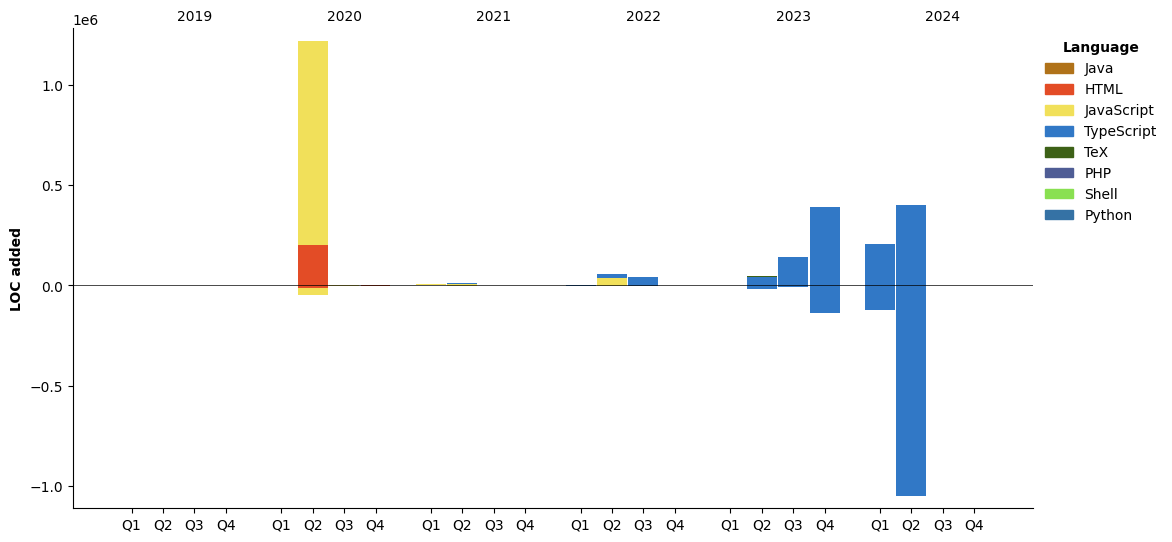 2019 2020 2021 2022 2023 2024
1e6
Language
Java
HTML
JavaScript
TypeScript
TeX
PHP
Shell
Python
LOC added
1.0
0.5
0.0
−0.5
−1.0
Q1 Q2 Q3 Q4 Q1 Q2 Q3 Q4 Q1 Q2 Q3 Q4 Q1 Q2 Q3 Q4 Q1 Q2 Q3 Q4 Q1 Q2 Q3 Q4